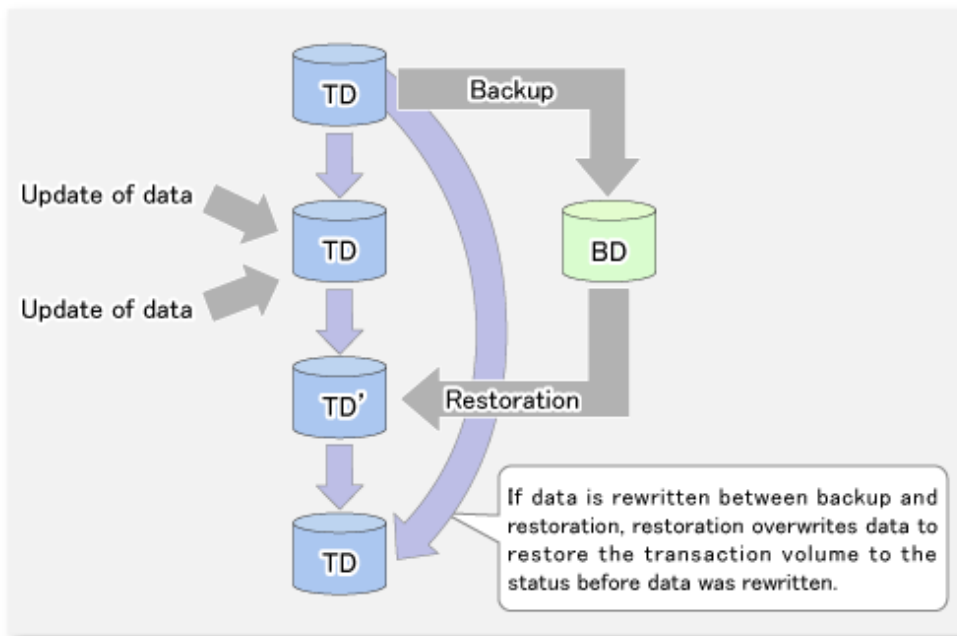 TD
Backup
Update of data
TD
BD
Update of data
TD’
Restoration
If data is rewritten between backup and
restoration, restoration overwrites data to
restore the transaction volume to the
status before data was rewritten.
TD